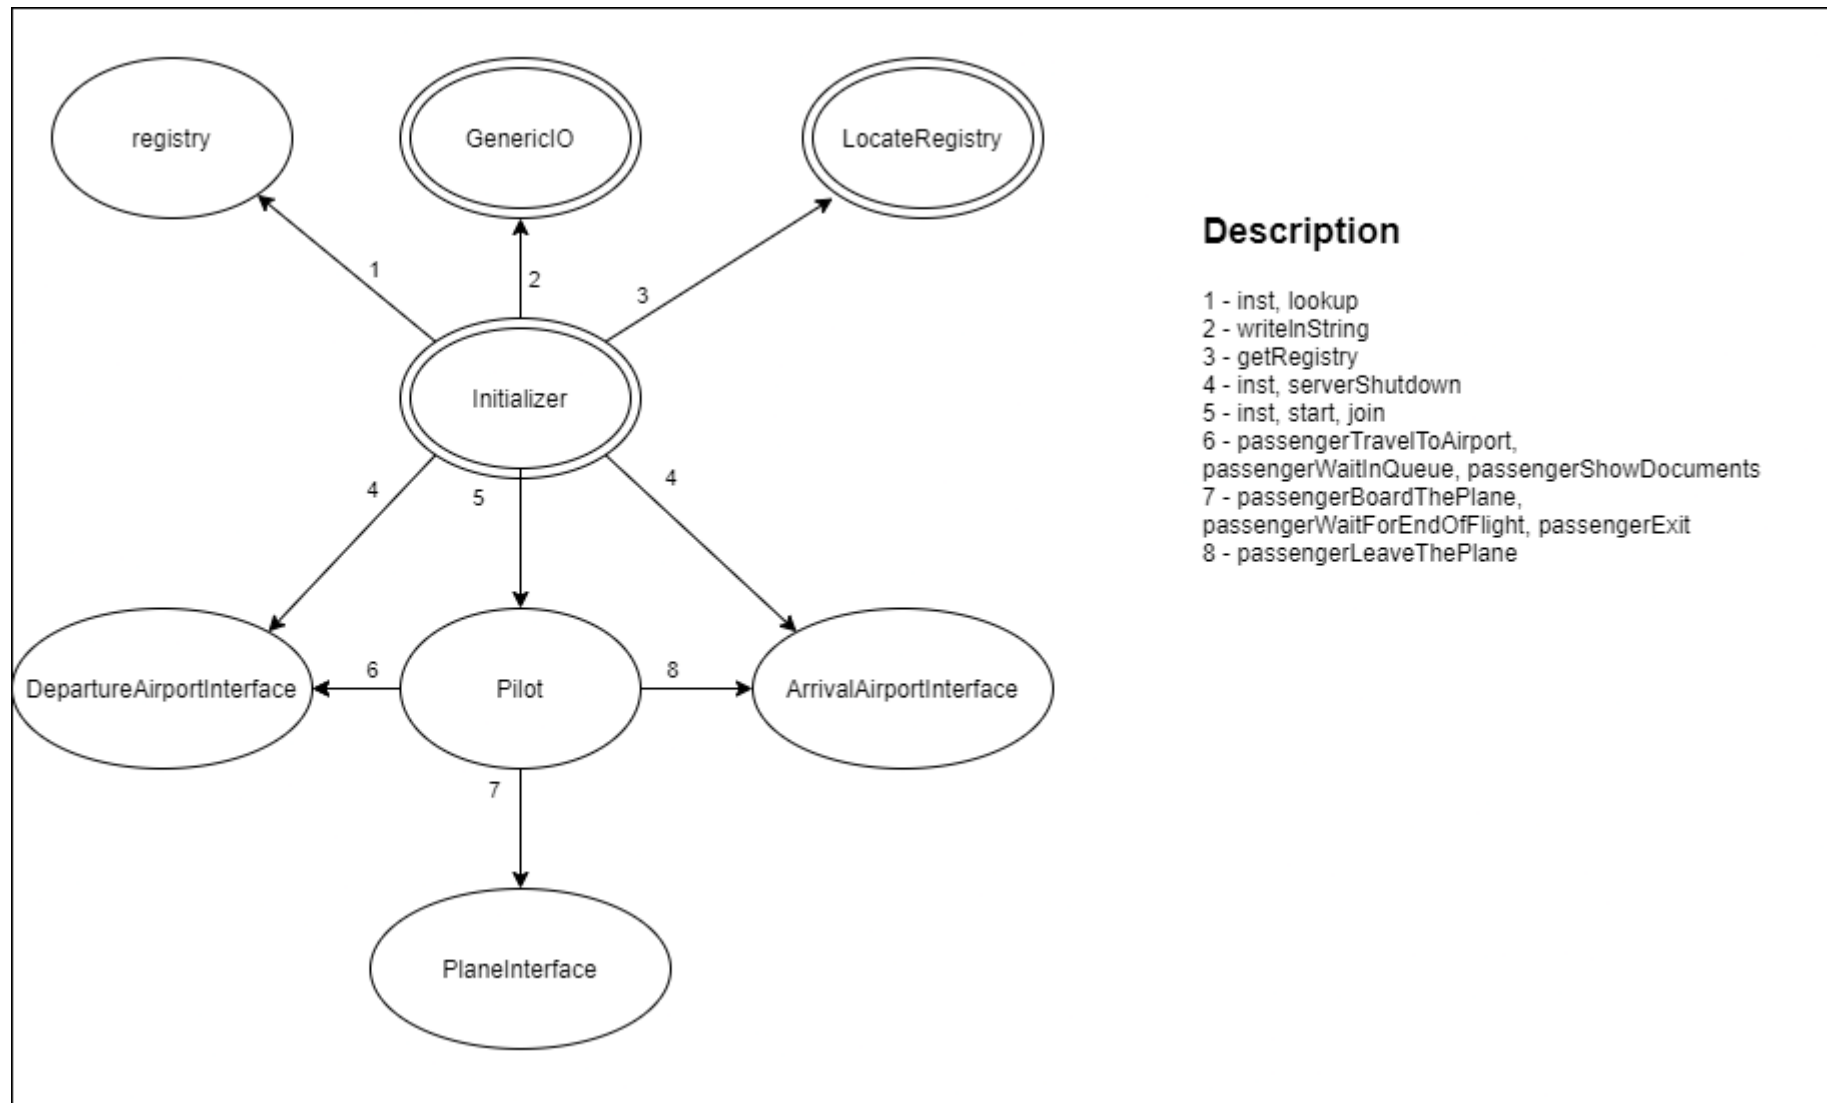 registry
GenericIO
LocateRegistry
1
2
3
Initializer
4
5
4
DepartureAirportInterface
6
Pilot
8
ArrivalAirportInterface
7
PlaneInterface
Description
1 - inst, lookup
2 - writeInString
3 - getRegistry
4 - inst, serverShutdown
5 - inst, start, join
6 - passengerTravelToAirport,
passengerWaitInQueue, passengerShowDocuments
7 - passengerBoardThePlane,
passengerWaitForEndOfFlight, passengerExit
8 - passengerLeaveThePlane